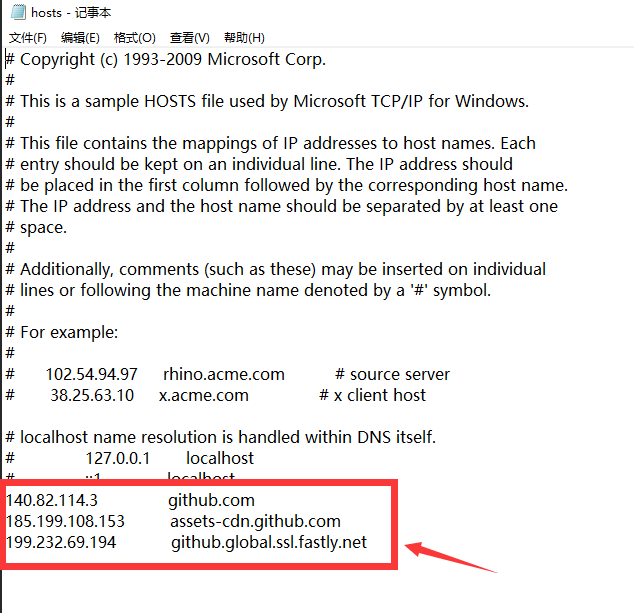 hosts - 记事本
文件(F) 编辑(E) 格式(O) 查看(V) 帮助(H)
# Copyright (c) 1993-2009 Microsoft Corp.
#
# This is a sample HOSTS file used by Microsoft TCP/IP for Windows.
#
# This file contains the mappings of IP addresses to host names. Each
# entry should be kept on an individual line. The IP address should
# be placed in the first column followed by the corresponding host name.
# The IP address and the host name should be separated by at least one
# space.
#
# Additionally, comments (such as these) may be inserted on individual
# lines or following the machine name denoted by a '#' symbol.
#
# For example:
#
# 102.54.94.97 rhino.acme.com # source server
# 38.25.63.10 x.acme.com # x client host
# localhost name resolution is handled within DNS itself.
# 127.0.0.1 localhost
# ::1 localhost
140.82.114.3 github.com
185.199.108.153 assets-cdn.github.com
199.232.69.194 github.global.ssl.fastly.net